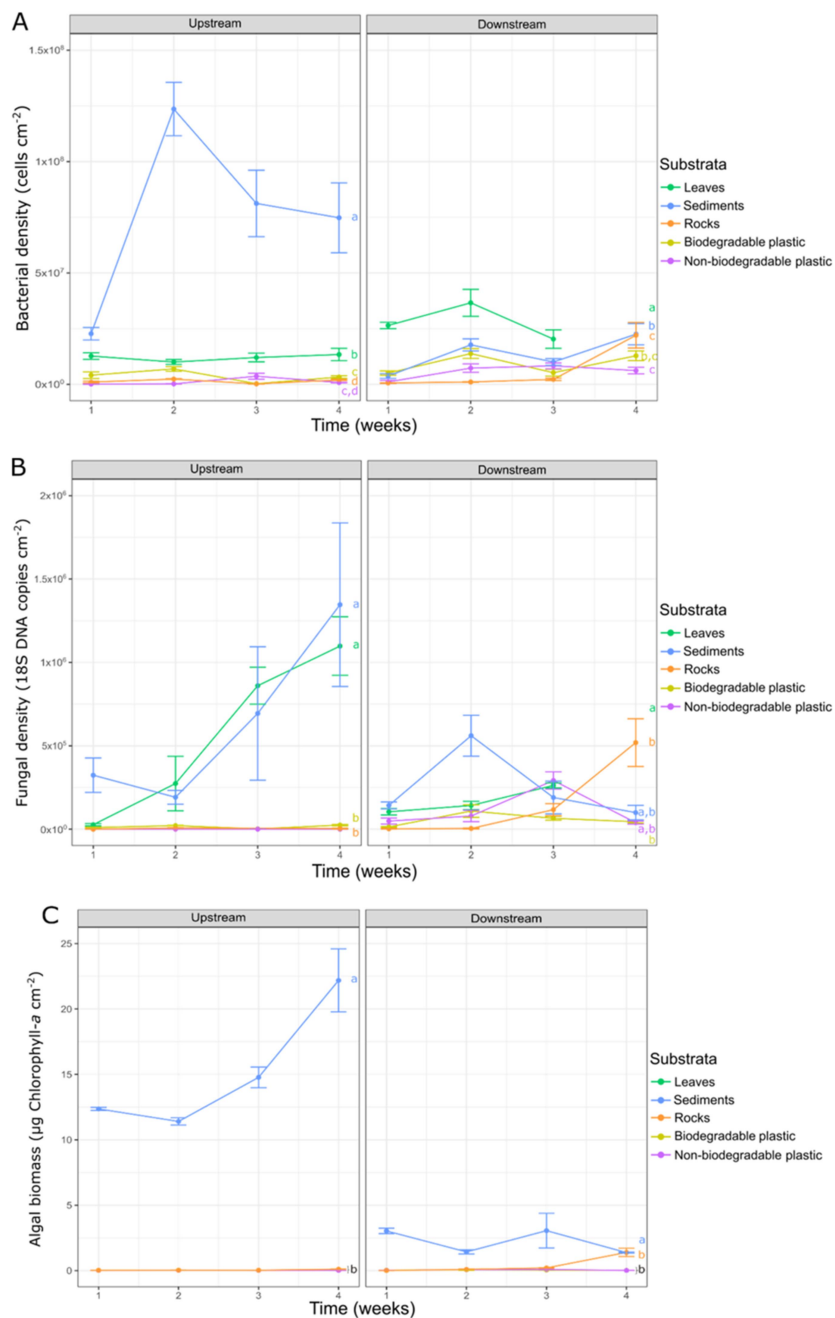 A
Upstream
Downstream
Bacterial density (cells cm⁻²)
1.5x10⁸
1x10⁸
5x10⁷
0x10⁰
a
b
c
d
c,d
a
b
c
b,d
c
1 2 3 4
1 2 3 4
Time (weeks)
Substrata
Leaves
Sediments
Rocks
Biodegradable plastic
Non-biodegradable plastic
B
Upstream
Downstream
Fungal density (18S DNA copies cm⁻²)
2x10⁶
1.5x10⁶
1x10⁶
5x10⁵
0x10⁰
a
a
b
b
a
b
a,b
a,b
b
1 2 3 4
1 2 3 4
Time (weeks)
Substrata
Leaves
Sediments
Rocks
Biodegradable plastic
Non-biodegradable plastic
C
Upstream
Downstream
Algal biomass (µg Chlorophyll-a cm⁻²)
25
20
15
10
5
0
a
b
a
b
b
1 2 3 4
1 2 3 4
Time (weeks)
Substrata
Leaves
Sediments
Rocks
Biodegradable plastic
Non-biodegradable plastic